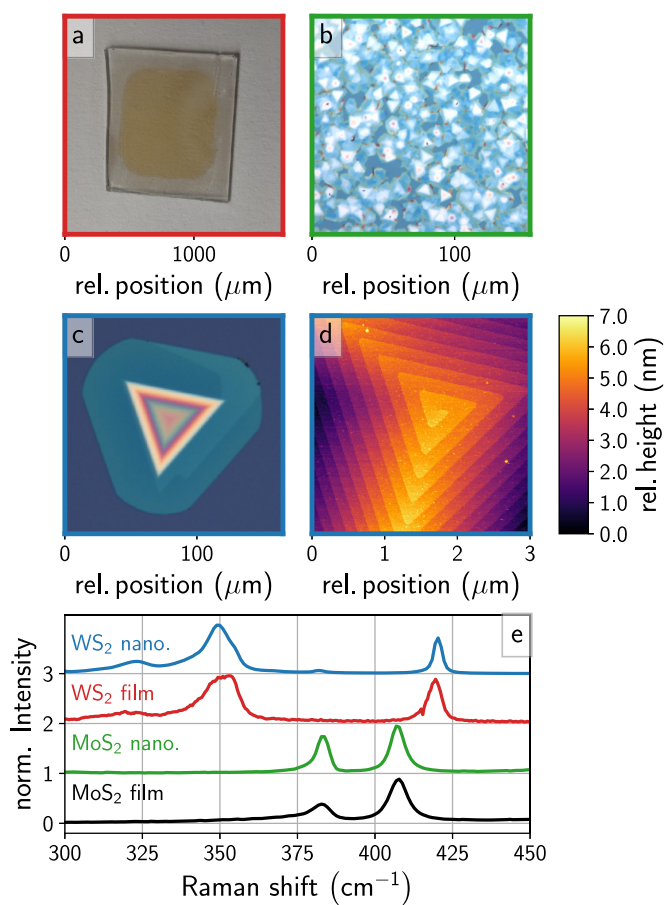 a
b
0
1000
0
100
rel. position (μm)
rel. position (μm)
c
d
0
100
0
1
2
3
rel. position (μm)
rel. position (μm)
7.0
6.0
5.0
4.0
3.0
2.0
1.0
0.0
rel. height (nm)
e
WS₂ nano.
WS₂ film
MoS₂ nano.
MoS₂ film
3
2
1
0
norm. Intensity
300
325
350
375
400
425
450
Raman shift (cm⁻¹)